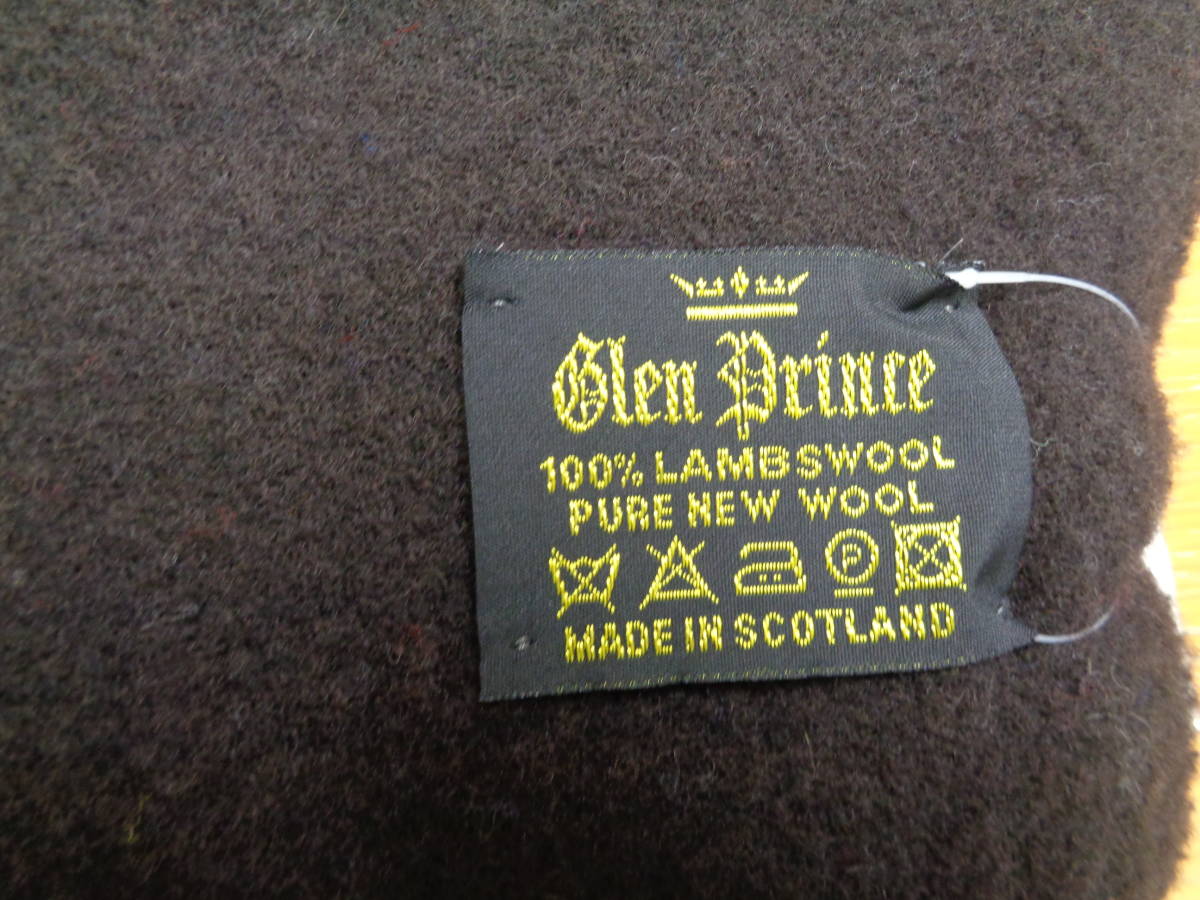 Glen Prince
100% LAMBSWOOL
PURE NEW WOOL
P
MADE IN SCOTLAND